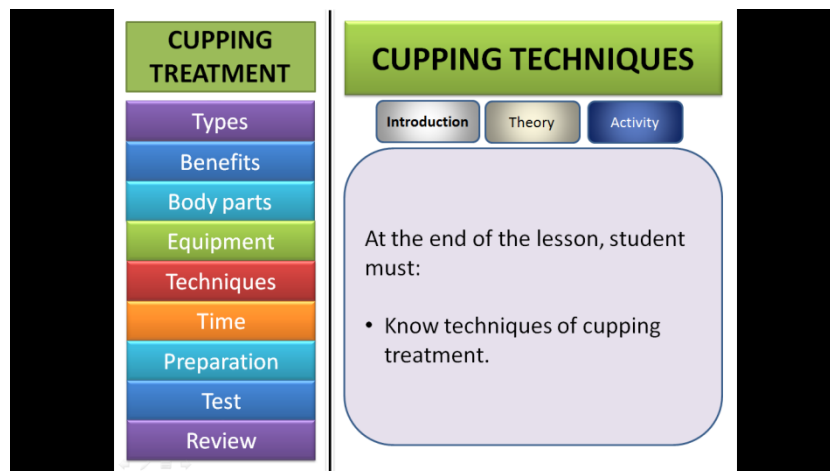 CUPPING
TREATMENT
Types
Benefits
Body parts
Equipment
Techniques
Time
Preparation
Test
Review
CUPPING TECHNIQUES
Introduction
Theory
Activity
At the end of the lesson, student
must:
• Know techniques of cupping
treatment.